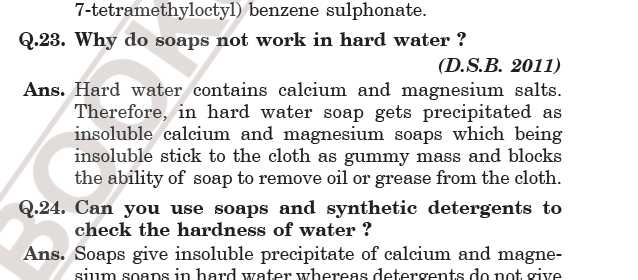 7-tetramethyloctyl) benzene sulphonate.
Q.23. Why do soaps not work in hard water ?
(D.S.B. 2011)
Ans. Hard water contains calcium and magnesium salts.
Therefore, in hard water soap gets precipitated as
insoluble calcium and magnesium soaps which being
insoluble stick to the cloth as gummy mass and blocks
the ability of soap to remove oil or grease from the cloth.
Q.24. Can you use soaps and synthetic detergents to
check the hardness of water ?
Ans. Soaps give insoluble precipitate of calcium and magne-
sium soaps in hard water whereas detergents do not give
BOOK